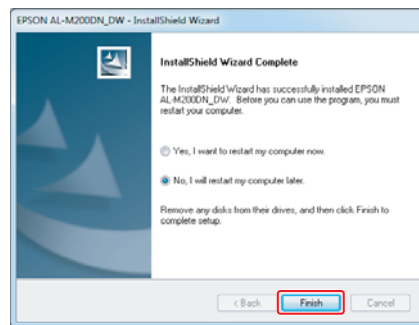 EPSON AL-M200DN_DW - InstallShield Wizard
InstallShield Wizard Complete
The InstallShield Wizard has successfully installed EPSON
AL-M200DN_DW. Before you can use the program, you must
restart your computer.
Yes, I want to restart my computer now.
No, I will restart my computer later.
Remove any disks from their drives, and then click Finish to
complete setup.
< Back
Finish
Cancel